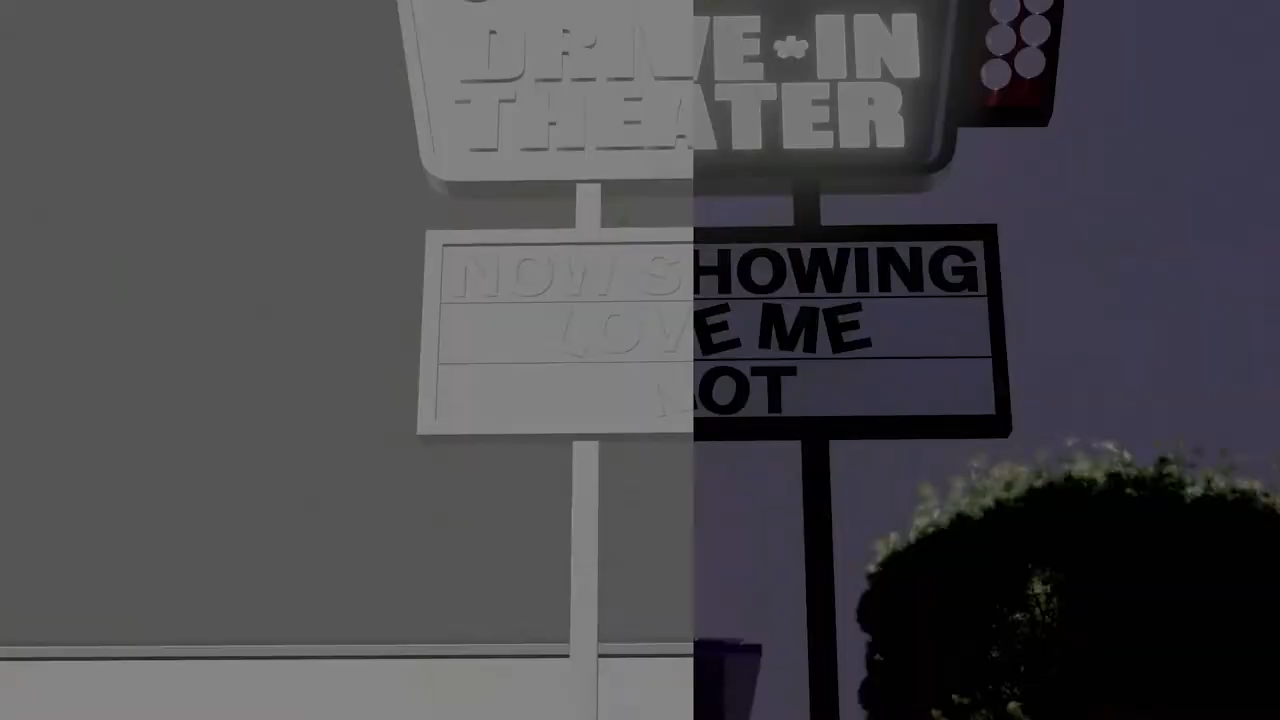 DRIVE*IN
THEATER
NOW SHOWING
LOVE ME
NOT